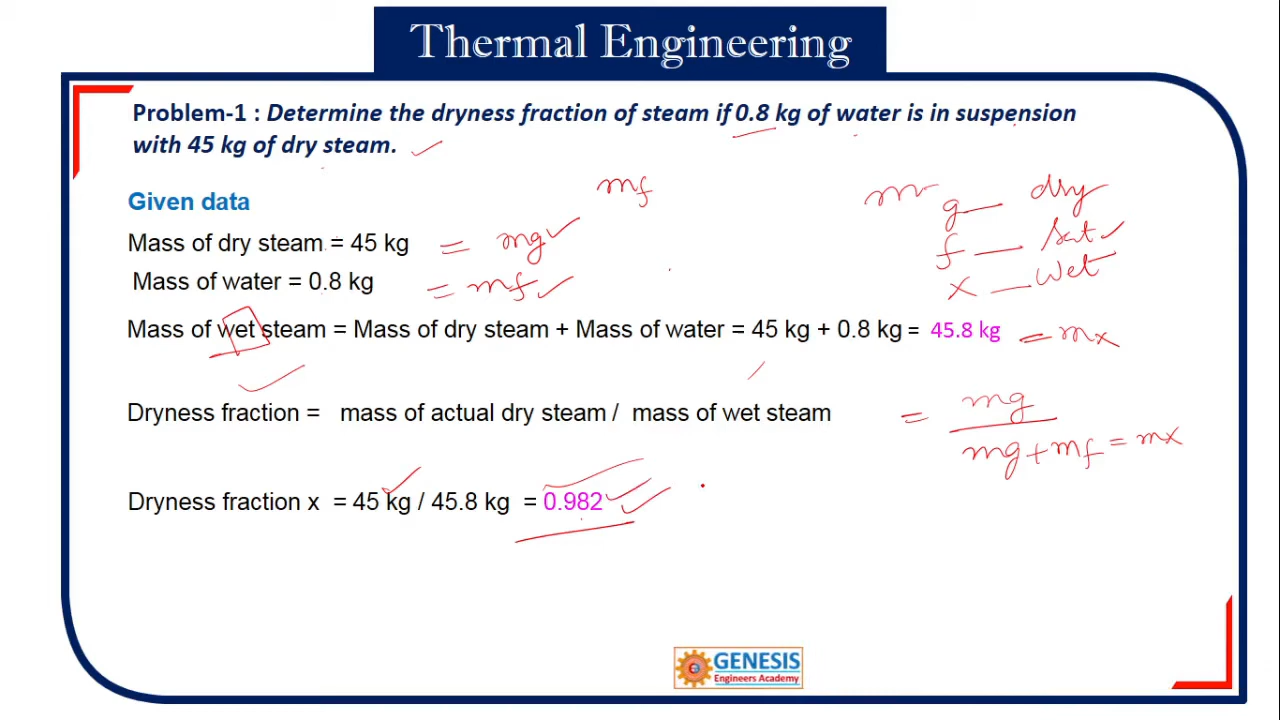 Thermal Engineering
Problem-1 : Determine the dryness fraction of steam if 0.8 kg of water is in suspension
with 45 kg of dry steam.
mf
m g — dry
Given data
f — Sat
Mass of dry steam = 45 kg = mg
x — wet
Mass of water = 0.8 kg = mf
Mass of wet steam = Mass of dry steam + Mass of water = 45 kg + 0.8 kg = 45.8 kg = mx
Dryness fraction = mass of actual dry steam / mass of wet steam = mg
mg + mf = mx
Dryness fraction x = 45 kg / 45.8 kg = 0.982
GENESIS
Engineers Academy